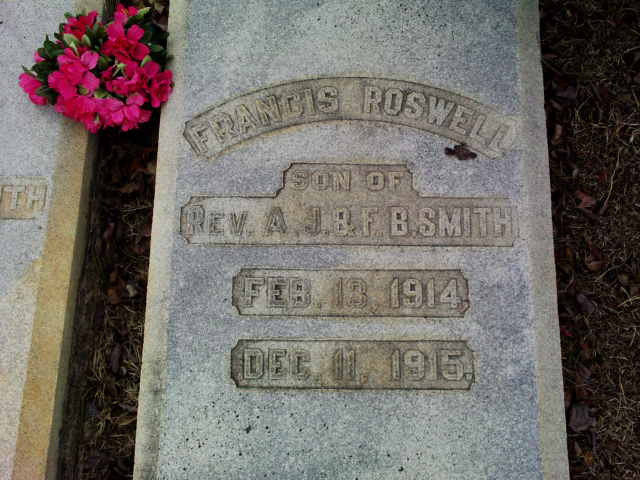 FRANCIS ROSWELL
SON OF
REV. A. J. & F. B. SMITH
FEB. 13, 1914.
DEC. 11, 1915.